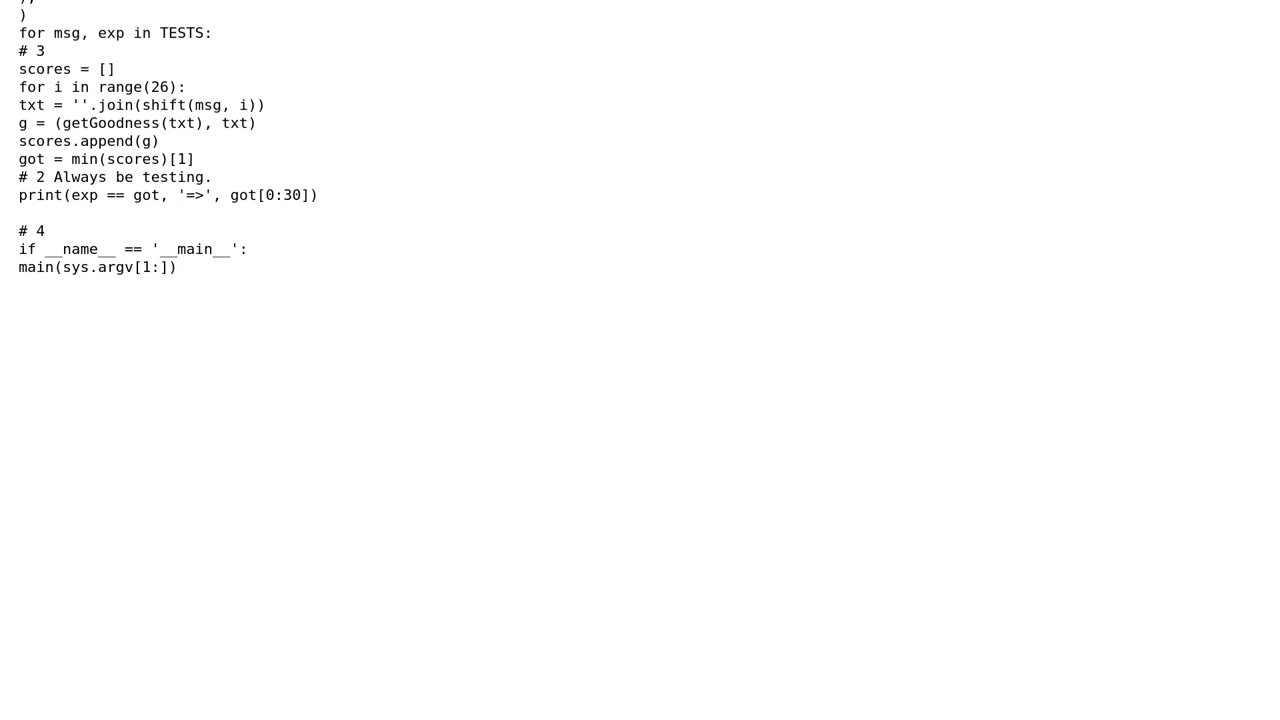 ),
)
for msg, exp in TESTS:
# 3
scores = []
for i in range(26):
txt = ''.join(shift(msg, i))
g = (getGoodness(txt), txt)
scores.append(g)
got = min(scores)[1]
# 2 Always be testing.
print(exp == got, '=>', got[0:30])

# 4
if __name__ == '__main__':
main(sys.argv[1:])